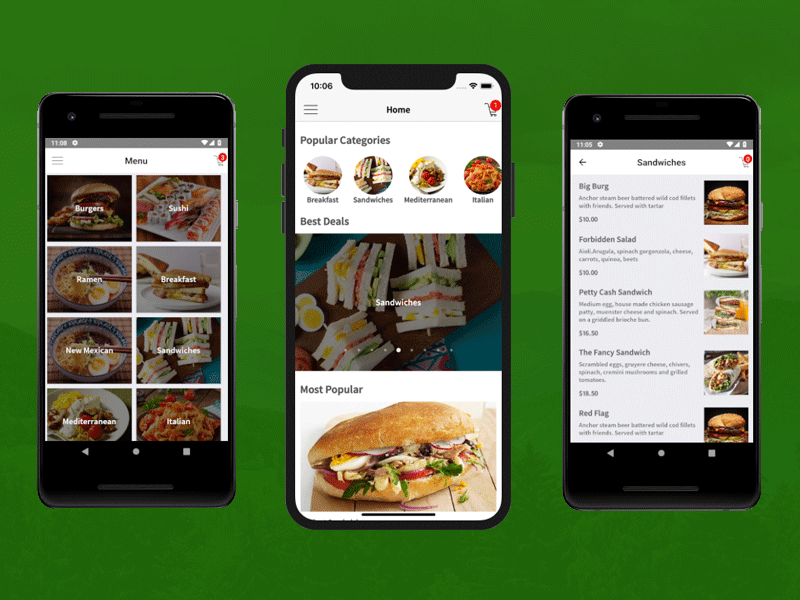 11:08
Menu
3
Burgers
Sushi
Ramen
Breakfast
New Mexican
Sandwiches
Mediterranean
Italian
10:06
Home
1
Popular Categories
Breakfast
Sandwiches
Mediterranean
Italian
Best Deals
Sandwiches
Most Popular
11:05
Sandwiches
0
Big Burg
Anchor steam beer battered wild cod fillets
with friends. Served with tartar
$10.00
Forbidden Salad
Aioli,Arugula, spinach gorgonzola, cheese,
carrots, quinoa, beets
$10.00
Petty Cash Sandwich
Medium egg, house made chicken sausage
patty, muenster cheese and spinach. Served
on a griddled brioche bun.
$16.50
The Fancy Sandwich
Scrambled eggs, gruyere cheese, chivers,
spinach, cremini mushrooms and grilled
tomatoes.
$18.50
Red Flag
Anchor steam beer battered wild cod fillets
with friends. Served with tartar